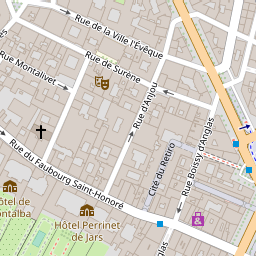 Rue de la Ville l'Évêque
Rue de Surène
Rue Montalivet
Rue d'Anjou
Rue Boissy d'Anglas
Cité du Retiro
Rue du Faubourg Saint-Honoré
Hôtel de
Montalba
Hôtel Perrinet
de Jars
Anglas